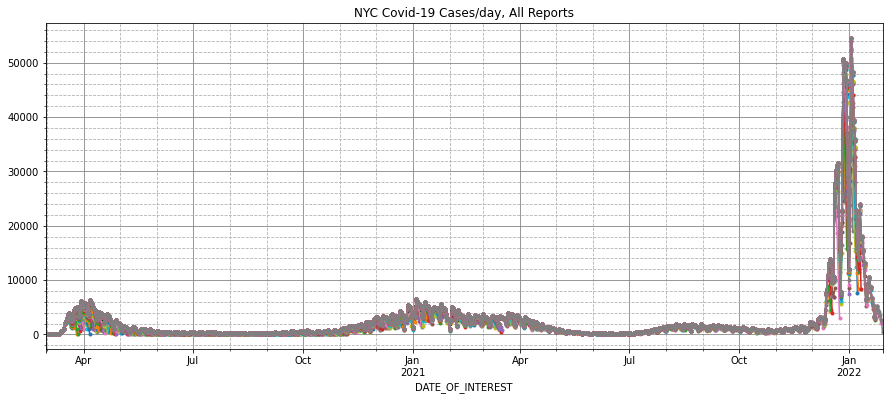 NYC Covid-19 Cases/day, All Reports
50000
40000
30000
20000
10000
0
Apr Jul Oct Jan Apr Jul Oct Jan
2021 2022
DATE_OF_INTEREST